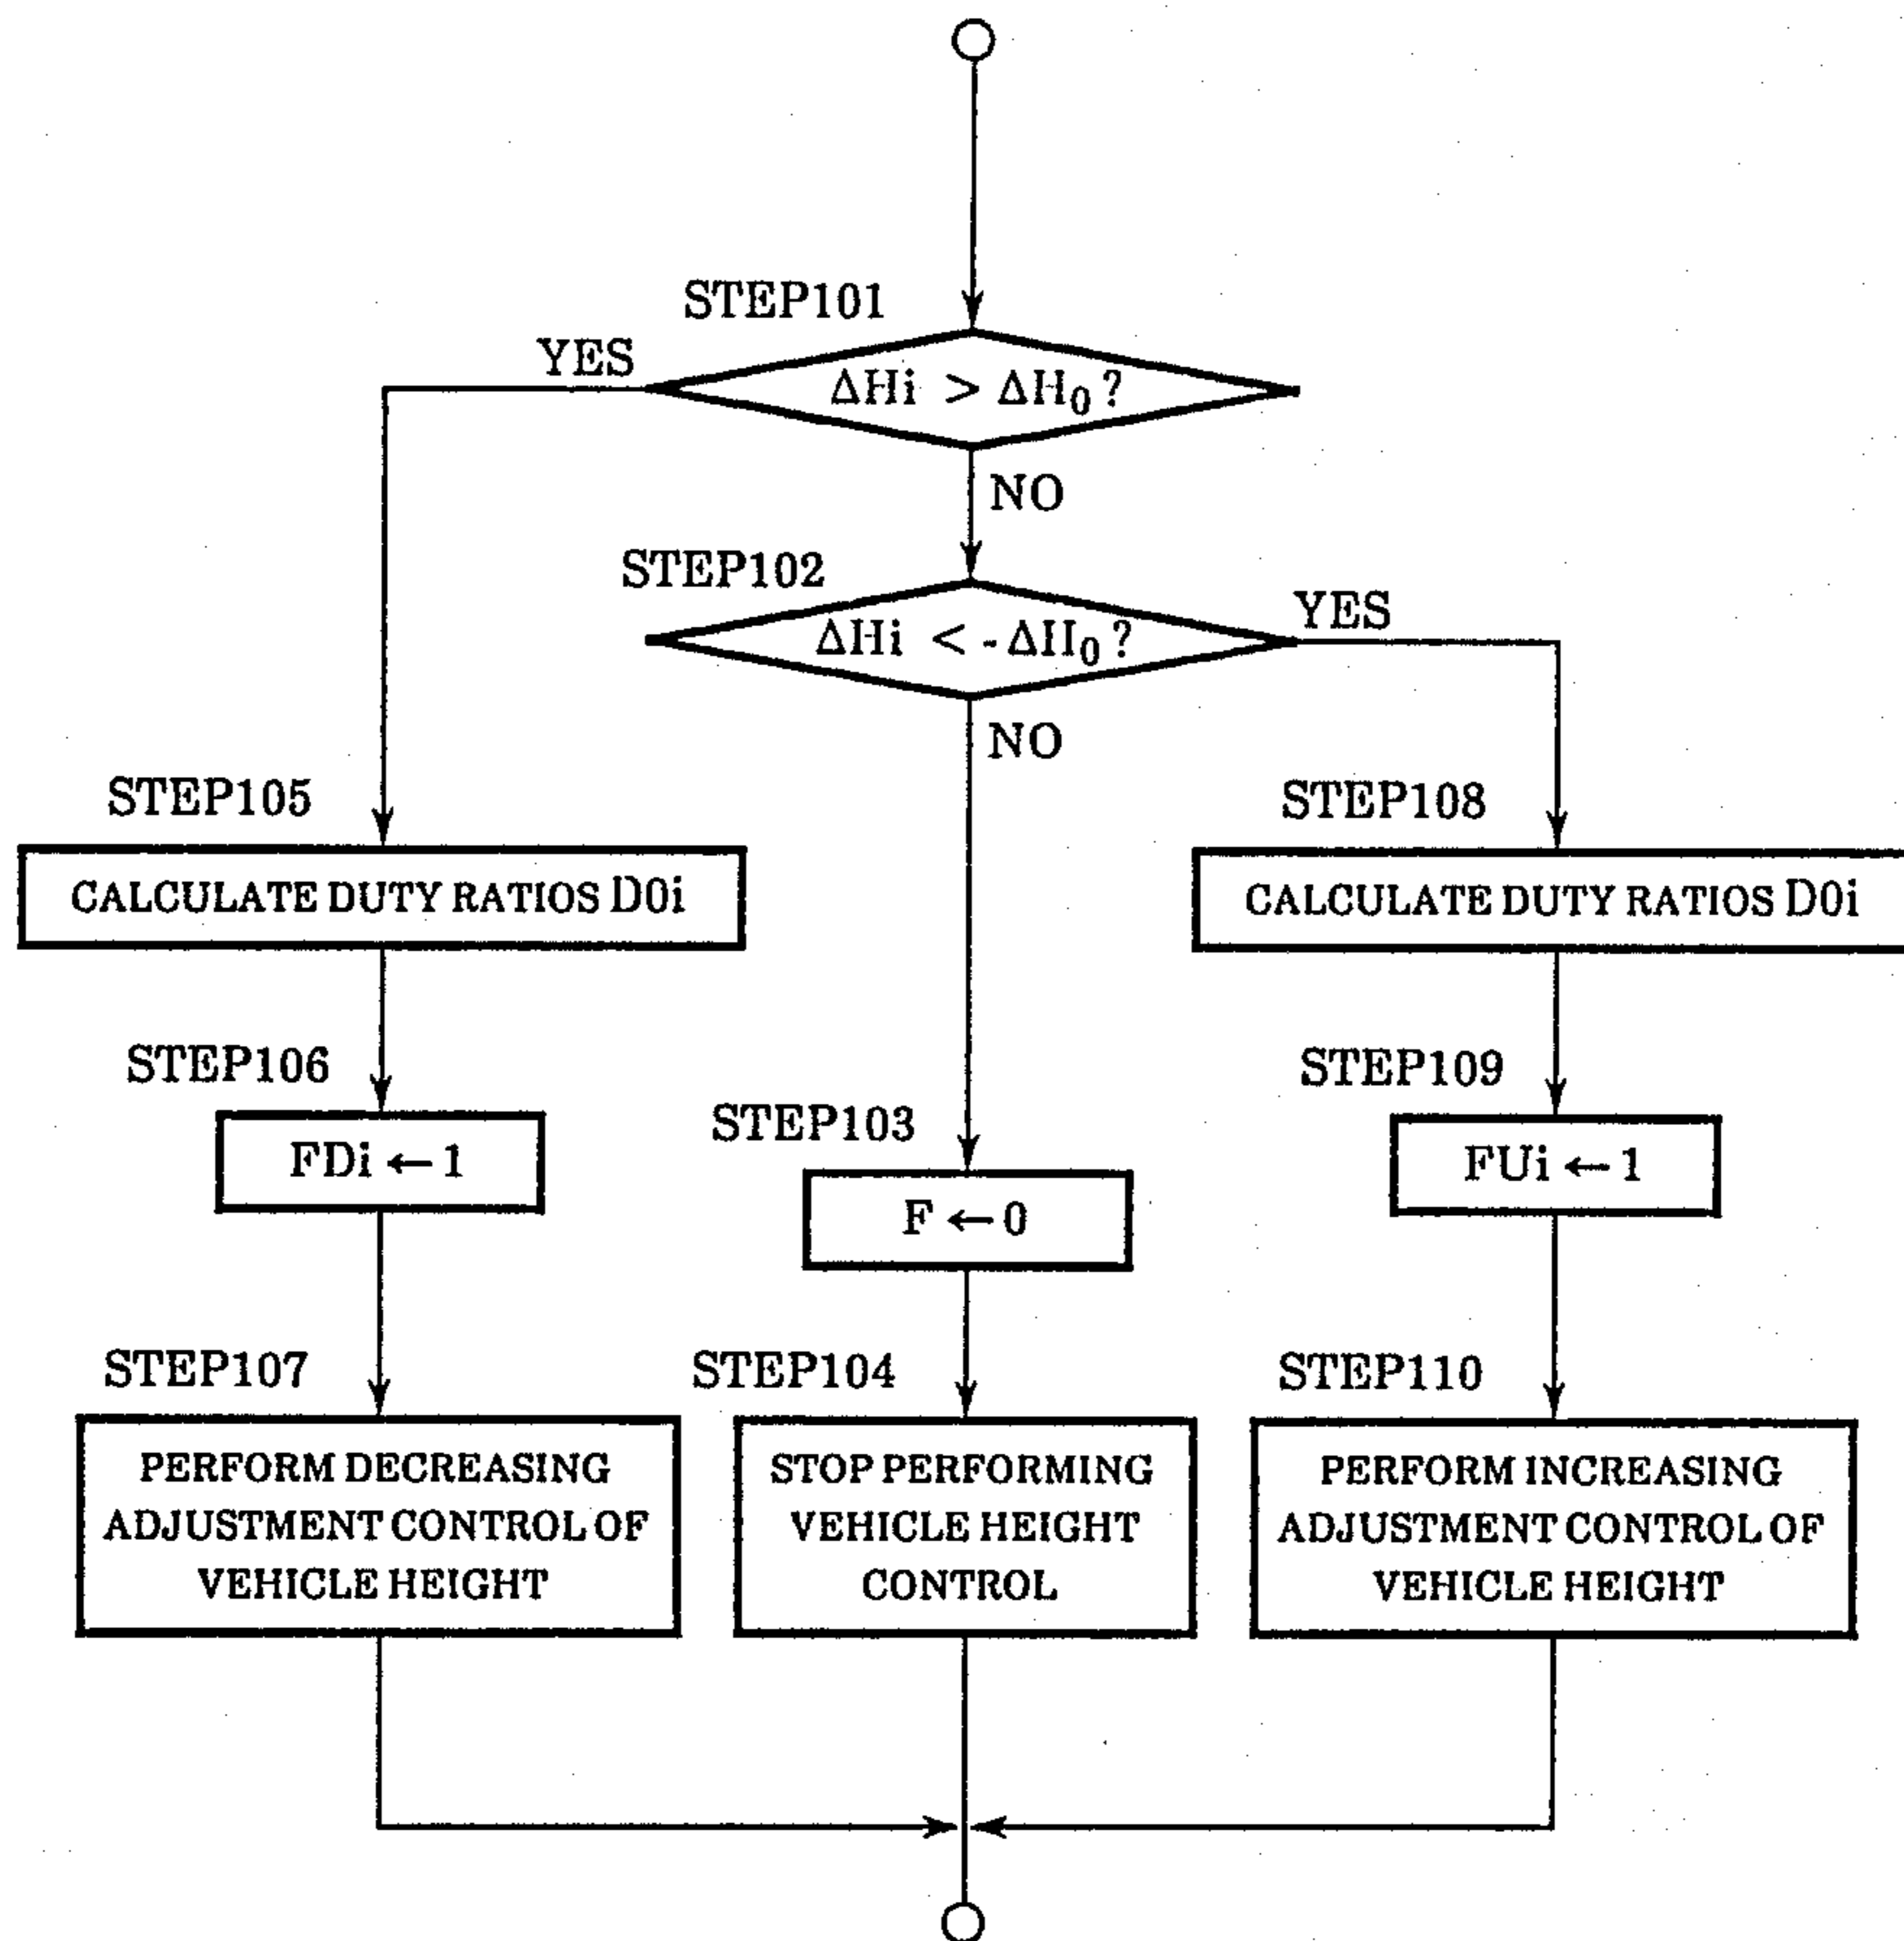 STEP101
YES
ΔHi > ΔH₀ ?
NO
STEP102
YES
ΔHi < - ΔH₀ ?
NO
STEP105
CALCULATE DUTY RATIOS D0i
STEP108
CALCULATE DUTY RATIOS D0i
STEP106
FDi ← 1
STEP103
F ← 0
STEP109
FUi ← 1
STEP107
PERFORM DECREASING
ADJUSTMENT CONTROL OF
VEHICLE HEIGHT
STEP104
STOP PERFORMING
VEHICLE HEIGHT
CONTROL
STEP110
PERFORM INCREASING
ADJUSTMENT CONTROL OF
VEHICLE HEIGHT